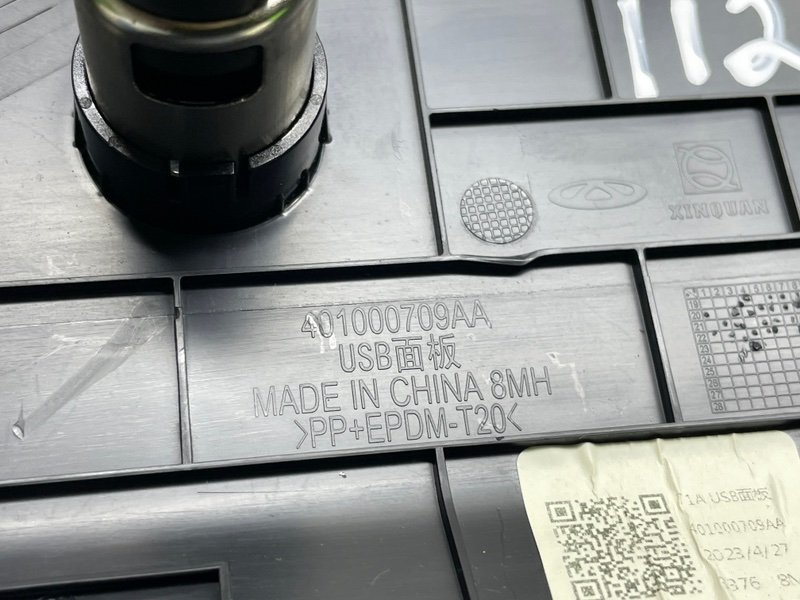 112
XINQUAN
401000709AA
USB面板
MADE IN CHINA 8MH
>PP+EPDM-T20<
T1A USB面板
401000709AA
2023/4/27